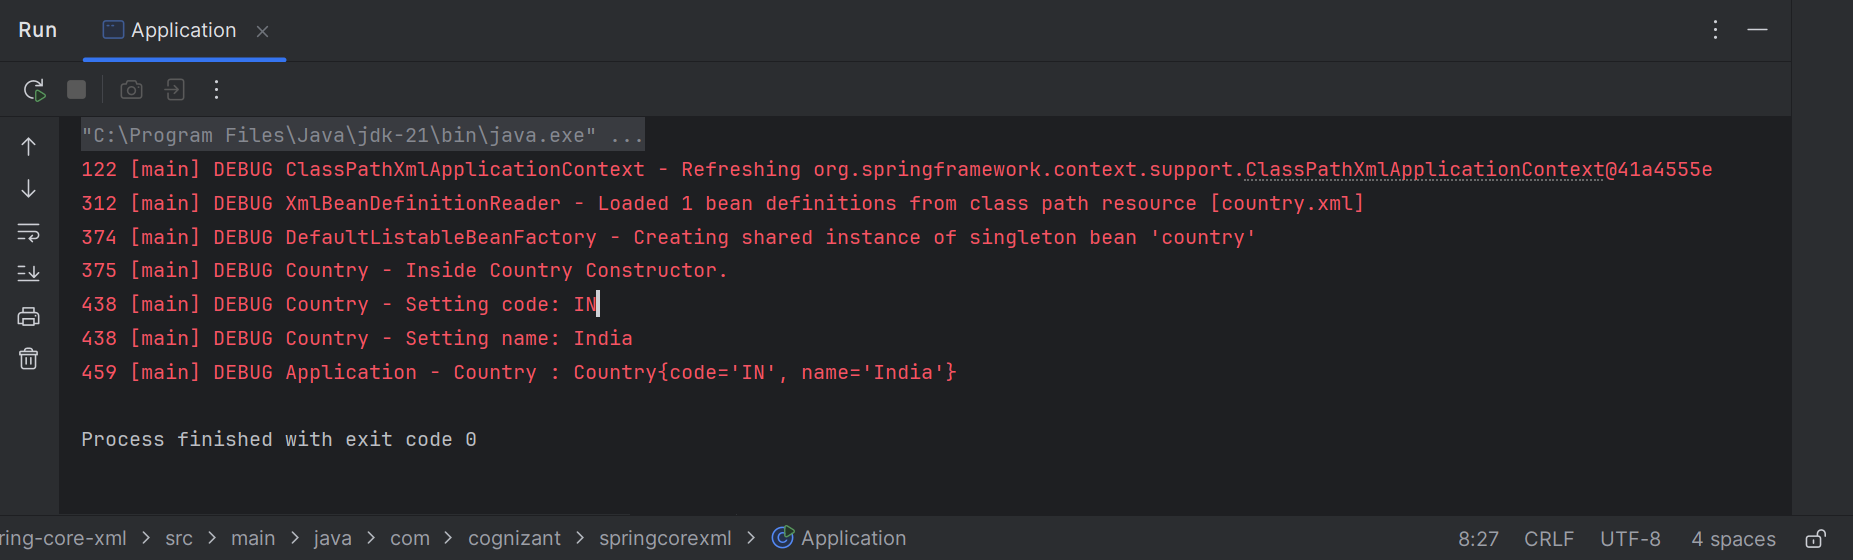 Run Application
"C:\Program Files\Java\jdk-21\bin\java.exe" ...
122 [main] DEBUG ClassPathXmlApplicationContext - Refreshing org.springframework.context.support.ClassPathXmlApplicationContext@41a4555e
312 [main] DEBUG XmlBeanDefinitionReader - Loaded 1 bean definitions from class path resource [country.xml]
374 [main] DEBUG DefaultListableBeanFactory - Creating shared instance of singleton bean 'country'
375 [main] DEBUG Country - Inside Country Constructor.
438 [main] DEBUG Country - Setting code: IN
438 [main] DEBUG Country - Setting name: India
459 [main] DEBUG Application - Country : Country{code='IN', name='India'}
Process finished with exit code 0
ring-core-xml > src > main > java > com > cognizant > springcorexml > Application 8:27 CRLF UTF-8 4 spaces